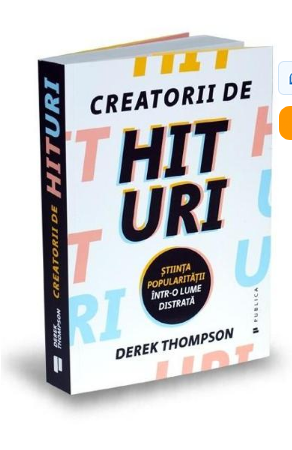 CREATORII DE
HIT
URI
ȘTIINȚA
POPULARITĂȚII
ÎNTR-O LUME
DISTRATĂ
DEREK THOMPSON
PUBLICA
CREATORII DE HITURI
DEREK
THOMPSON